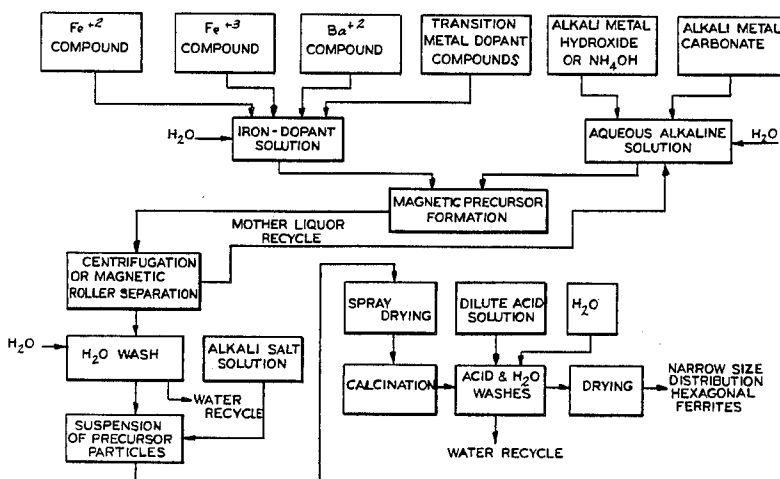 Fe+2
COMPOUND
Fe+3
COMPOUND
Ba+2
COMPOUND
TRANSITION
METAL DOPANT
COMPOUNDS
ALKALI METAL
HYDROXIDE
OR NH4OH
ALKALI METAL
CARBONATE
H2O
IRON-DOPANT
SOLUTION
AQUEOUS ALKALINE
SOLUTION
H2O
MAGNETIC PRECURSOR
FORMATION
MOTHER LIQUOR
RECYCLE
CENTRIFUGATION
OR MAGNETIC
ROLLER SEPARATION
H2O
H2O WASH
ALKALI SALT
SOLUTION
WATER
RECYCLE
SUSPENSION
OF PRECURSOR
PARTICLES
SPRAY
DRYING
DILUTE ACID
SOLUTION
H2O
CALCINATION
ACID & H2O
WASHES
DRYING
NARROW SIZE
DISTRIBUTION
HEXAGONAL
FERRITES
WATER RECYCLE